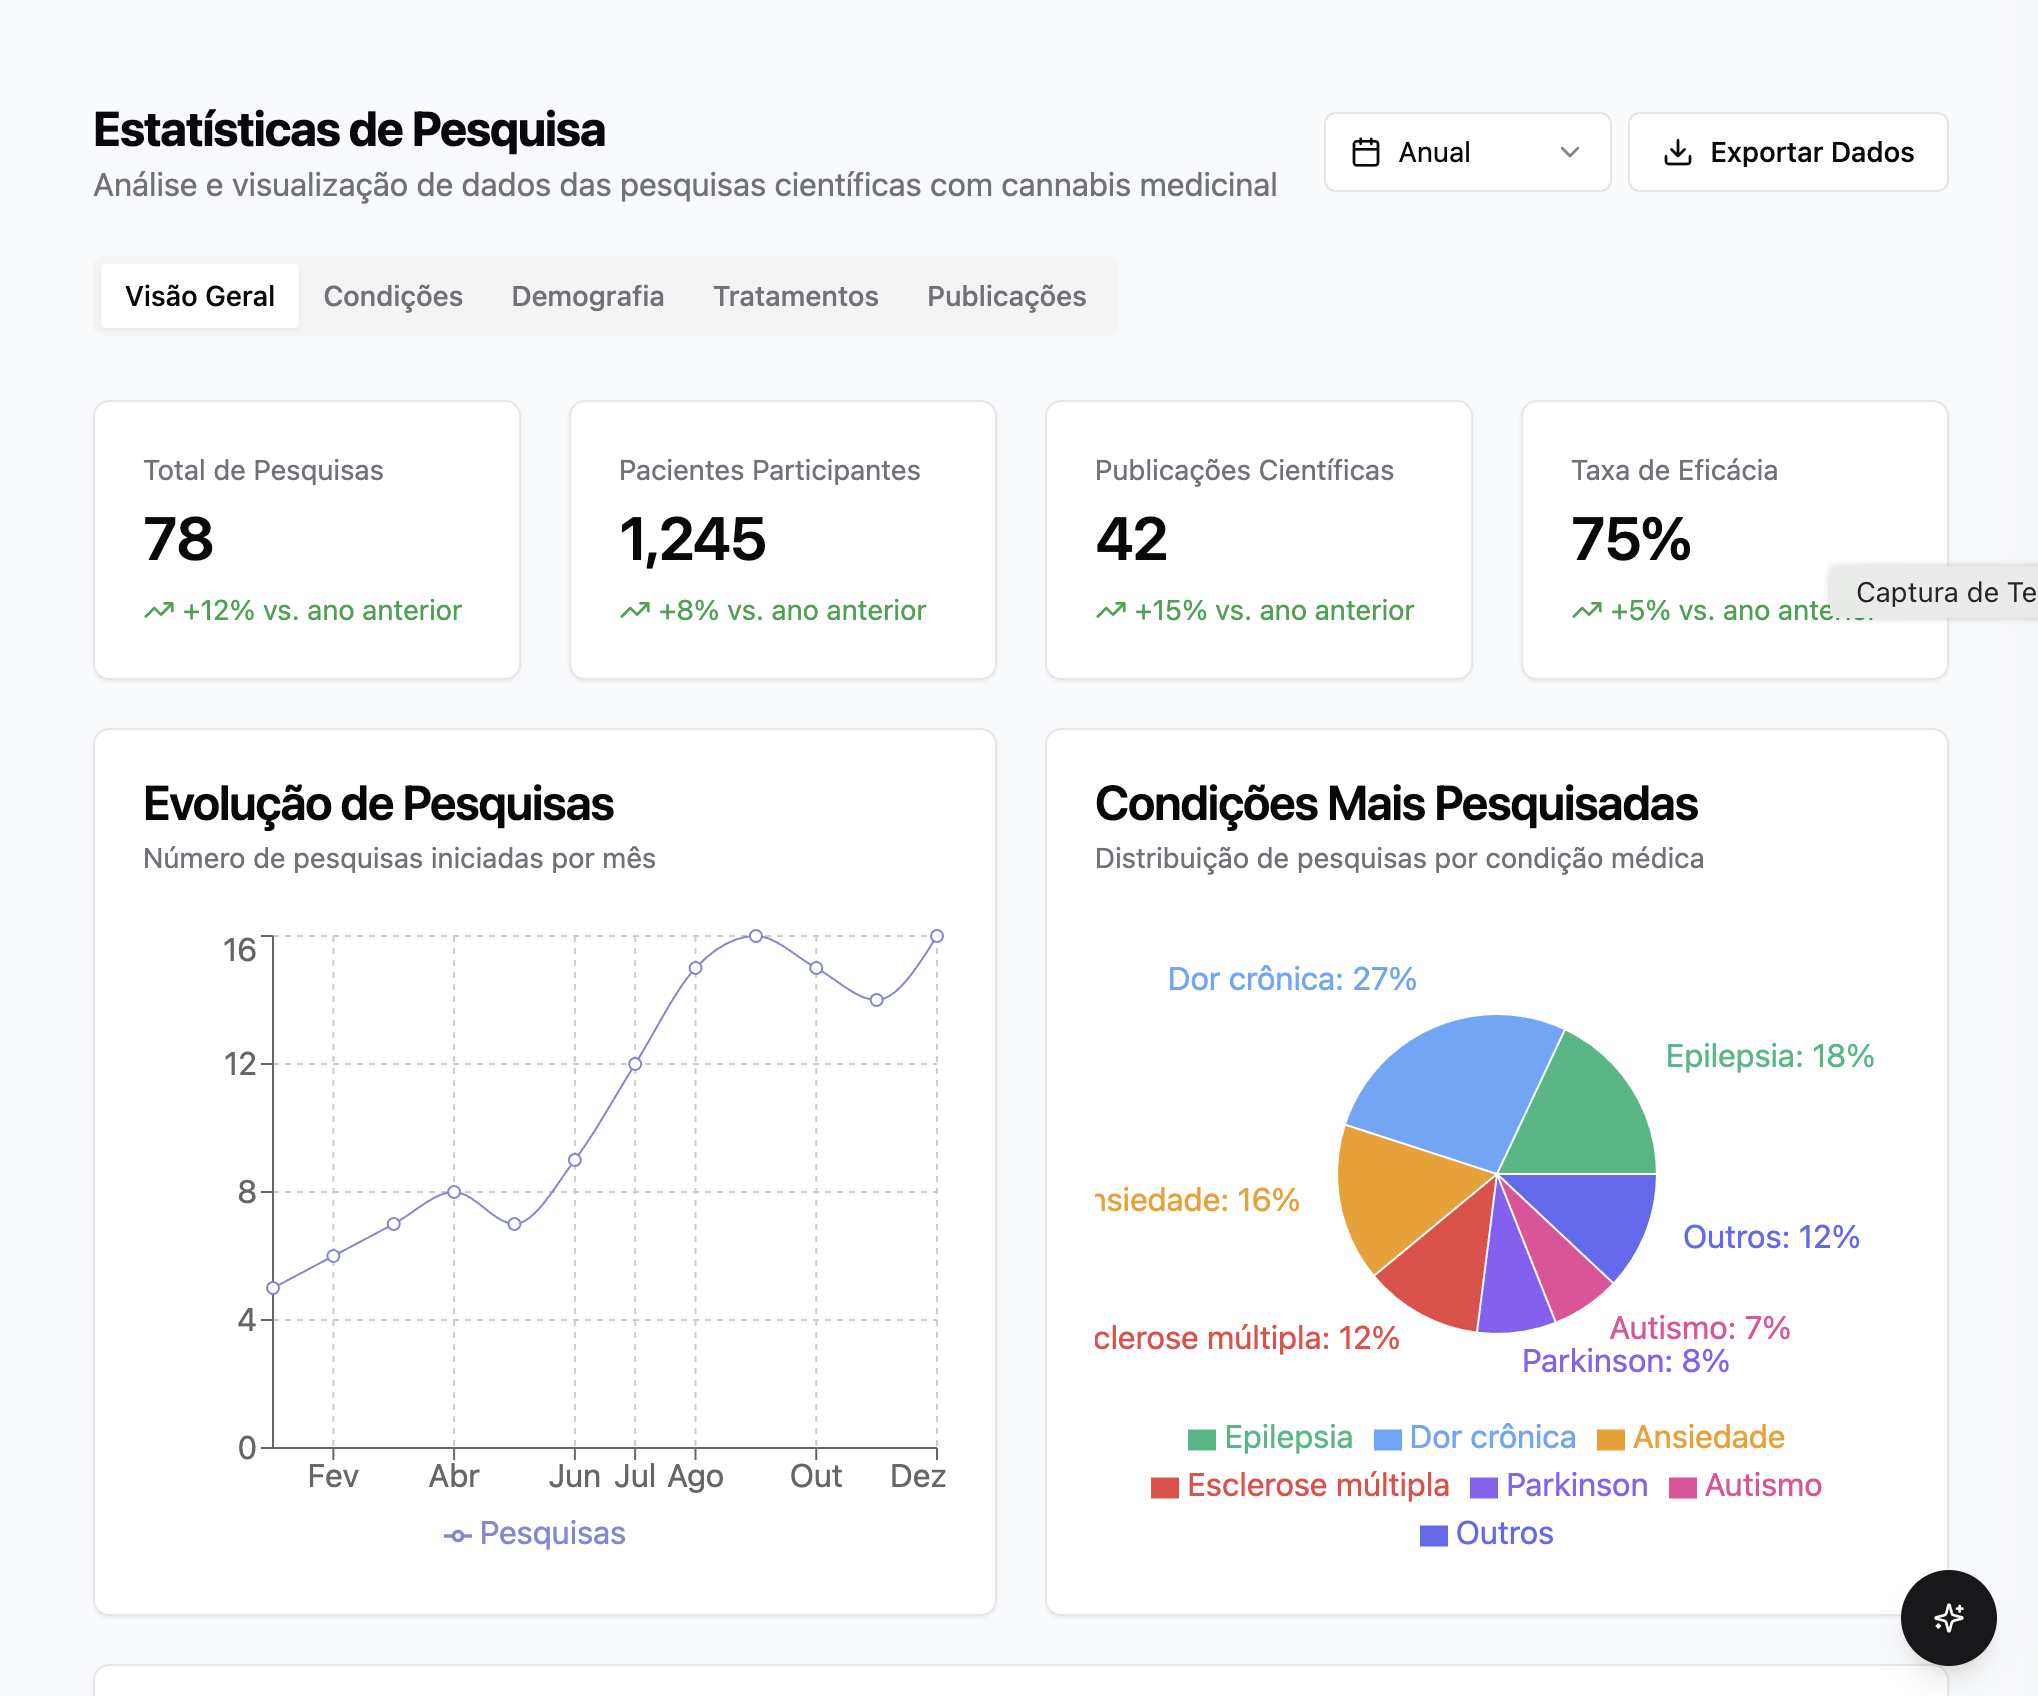 Estatísticas de Pesquisa
Análise e visualização de dados das pesquisas científicas com cannabis medicinal
Anual
Exportar Dados
Visão Geral
Condições
Demografia
Tratamentos
Publicações
Total de Pesquisas
78
+12% vs. ano anterior
Pacientes Participantes
1,245
+8% vs. ano anterior
Publicações Científicas
42
+15% vs. ano anterior
Taxa de Eficácia
75%
+5% vs. ano
Captura de Te
Evolução de Pesquisas
Número de pesquisas iniciadas por mês
16
12
8
4
0
Fev
Abr
Jun
Jul
Ago
Out
Dez
Pesquisas
Condições Mais Pesquisadas
Distribuição de pesquisas por condição médica
Dor crônica: 27%
Epilepsia: 18%
nsiedade: 16%
Outros: 12%
clerose múltipla: 12%
Autismo: 7%
Parkinson: 8%
Epilepsia
Dor crônica
Ansiedade
Esclerose múltipla
Parkinson
Autismo
Outros